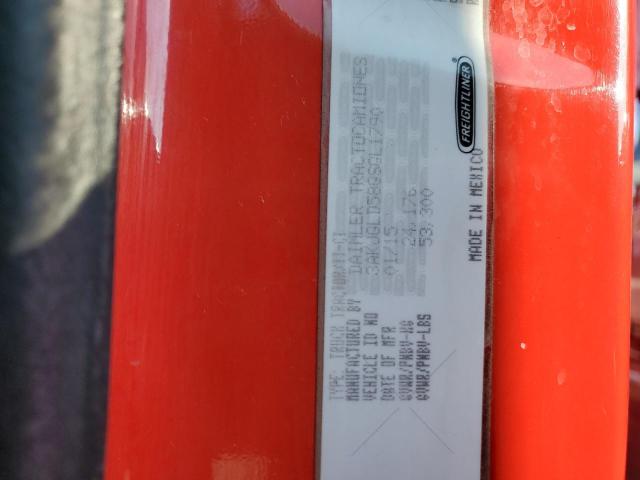 TYPE: TRUCK TRACTOR
MANUFACTURED BY DAIMLER TRACTOCAMIONES
VEHICLE ID NO 3AKJGLD58GSGL1790
DATE OF MFR 01/15
GVWR/PNBV-KG 24,176
GVWR/PNBV-LBS 53,300
MADE IN MEXICO
FREIGHTLINER